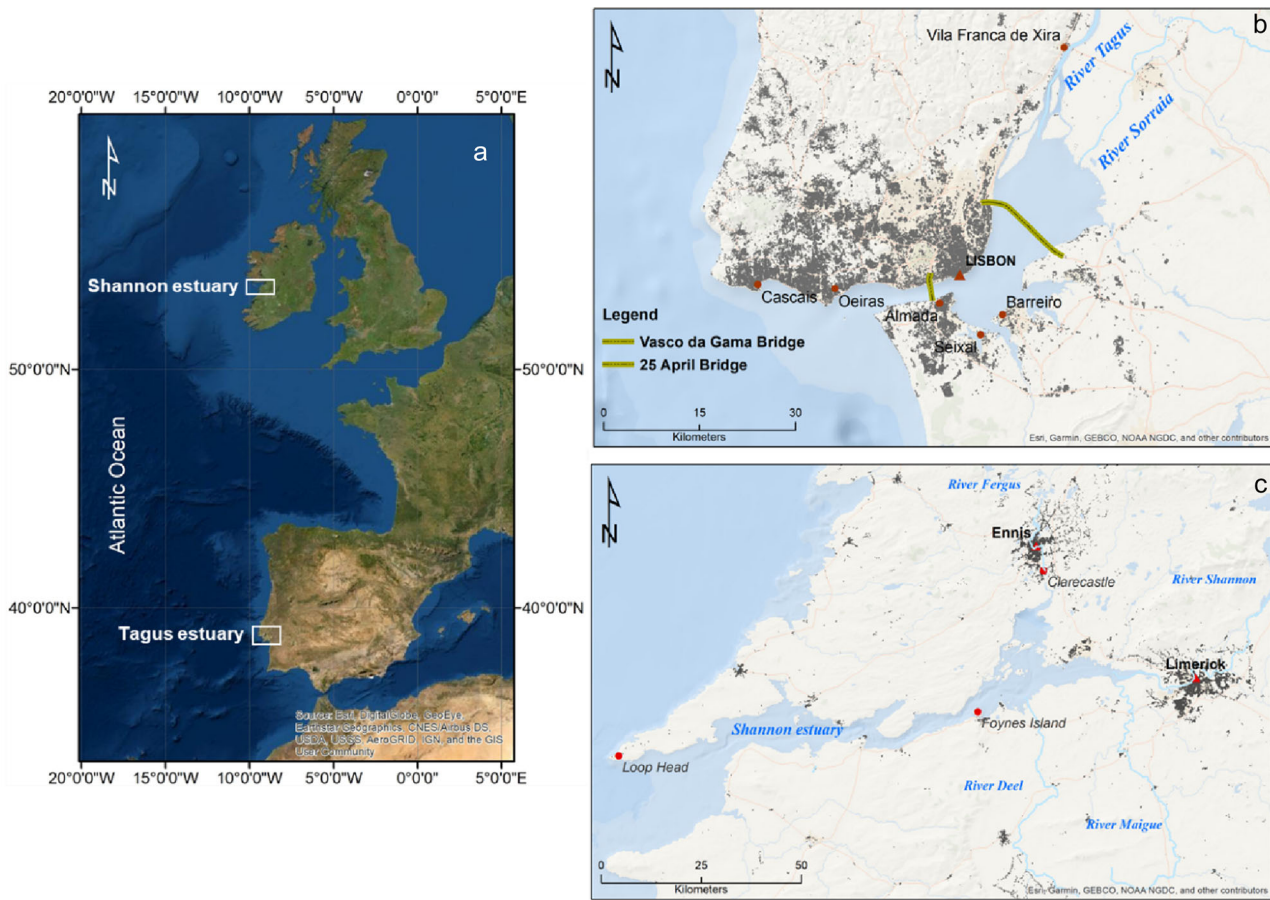 a
20°0'0"W 15°0'0"W 10°0'0"W 5°0'0"W 0°0'0" 5°0'0"E
N
Shannon estuary
50°0'0"N
50°0'0"N
Atlantic Ocean
40°0'0"N
40°0'0"N
Tagus estuary
Source: Esri, DigitalGlobe, GeoEye,
Earthstar Geographics, CNES/Airbus DS,
USDA, USGS, AeroGRID, IGN, and the GIS
User Community
20°0'0"W 15°0'0"W 10°0'0"W 5°0'0"W 0°0'0" 5°0'0"E
b
N
Vila Franca de Xira
River Tagus
River Sorraia
LISBON
Cascais
Oeiras
Almada
Barreiro
Seixal
Legend
Vasco da Gama Bridge
25 April Bridge
0 15 30
Kilometers
Esri, Garmin, GEBCO, NOAA NGDC, and other contributors
c
N
River Fergus
Ennis
Clarecastle
River Shannon
Limerick
Foynes Island
Shannon estuary
Loop Head
River Deel
River Maigue
0 25 50
Kilometers
Esri, Garmin, GEBCO, NOAA NGDC, and other contributors